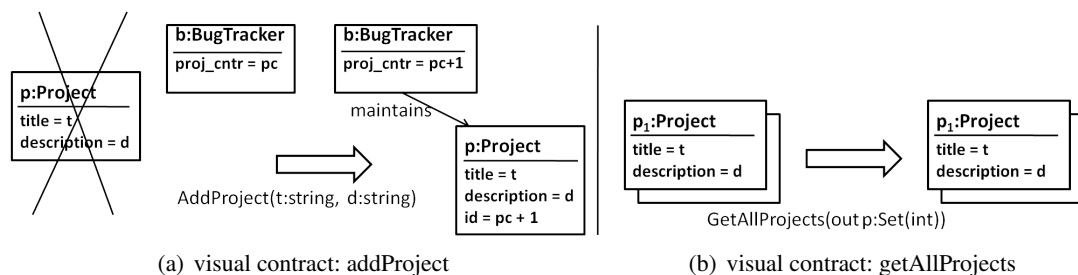 p:Project
title = t
description = d
b:BugTracker
proj_cntr = pc
b:BugTracker
proj_cntr = pc+1
maintains
p:Project
title = t
description = d
id = pc + 1
AddProject(t:string, d:string)
(a) visual contract: addProject
p₁:Project
title = t
description = d
p₁:Project
title = t
description = d
GetAllProjects(out p:Set(int))
(b) visual contract: getAllProjects